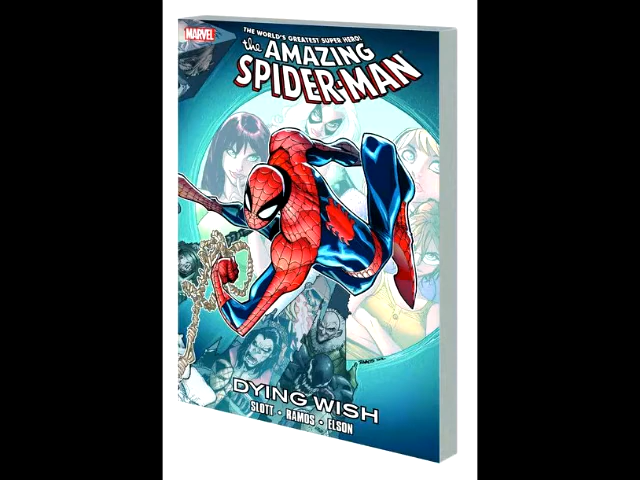 MARVEL
THE WORLD'S GREATEST SUPER HERO!
the AMAZING
SPIDER-MAN
DYING WISH
SLOTT • RAMOS • ELSON